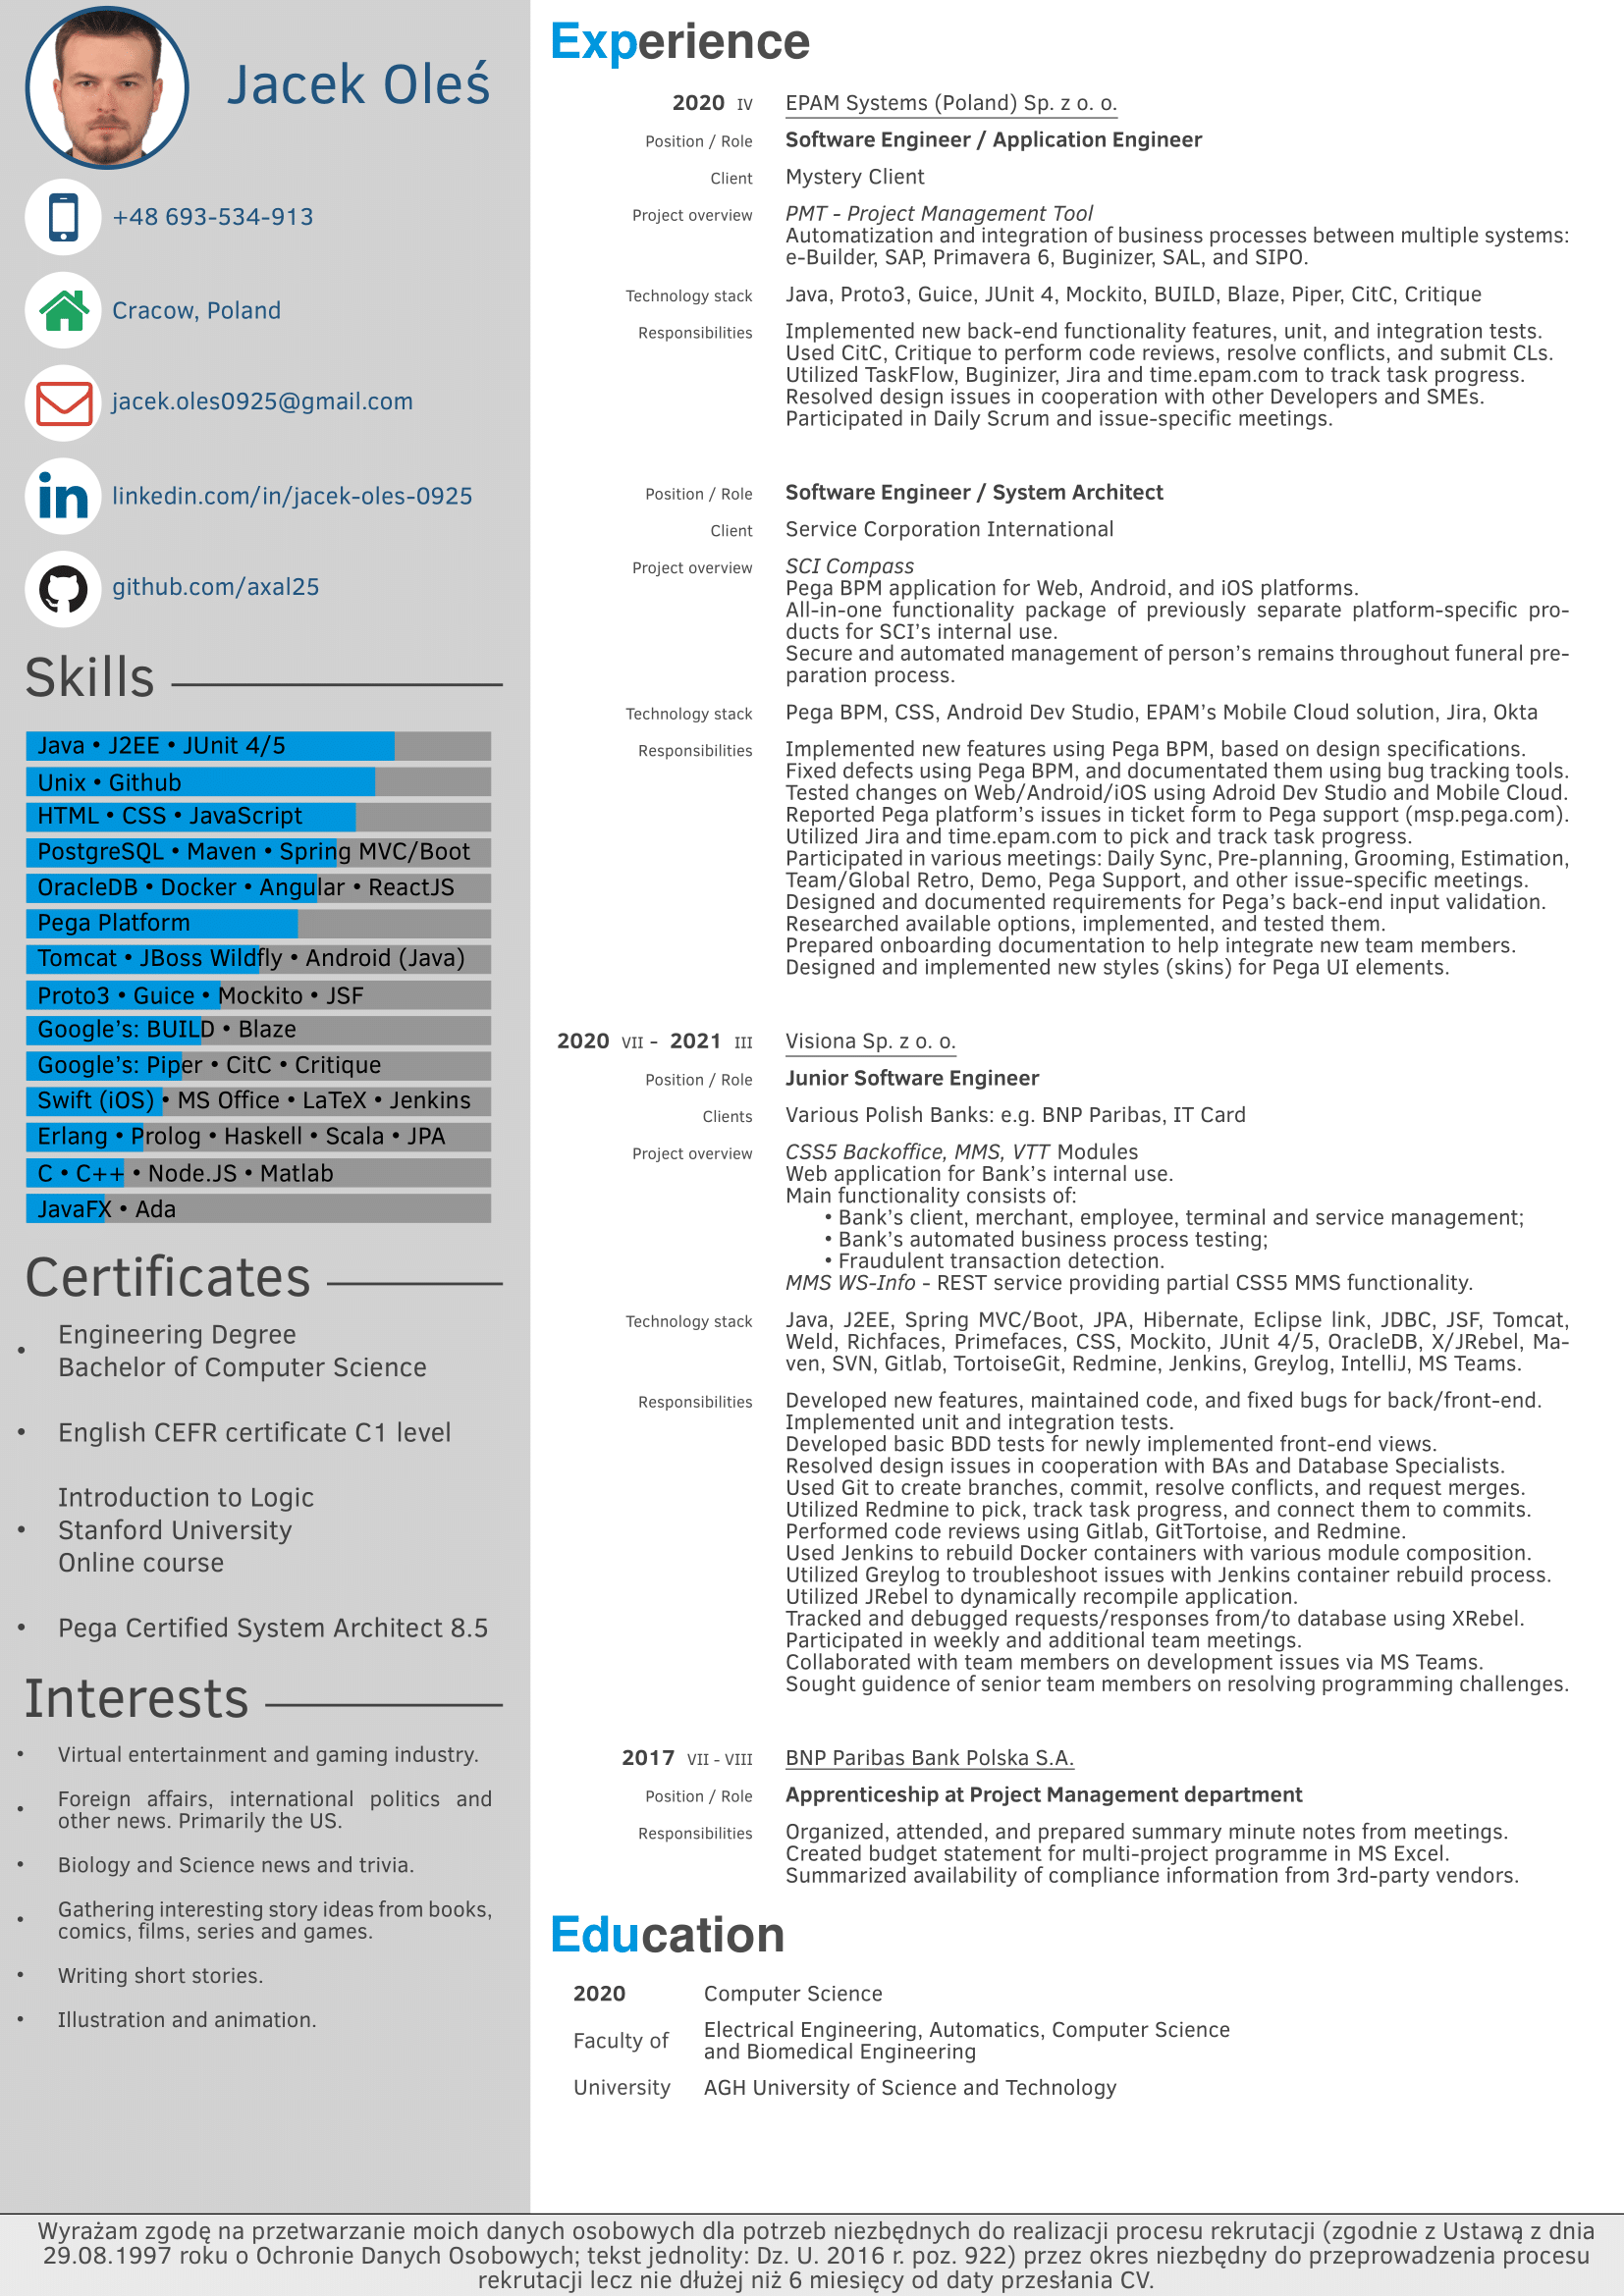 Jacek Oleś
+48 693-534-913
Cracow, Poland
jacek.oles0925@gmail.com
linkedin.com/in/jacek-oles-0925
github.com/axal25
Skills
Java • J2EE • JUnit 4/5
Unix • Github
HTML • CSS • JavaScript
PostgreSQL • Maven • Spring MVC/Boot
OracleDB • Docker • Angular • ReactJS
Pega Platform
Tomcat • JBoss Wildfly • Android (Java)
Proto3 • Guice • Mockito • JSF
Google's: BUILD • Blaze
Google's: Piper • CitC • Critique
Swift (iOS) • MS Office • LaTeX • Jenkins
Erlang • Prolog • Haskell • Scala • JPA
C • C++ • Node.JS • Matlab
JavaFX • Ada
Certificates
Engineering Degree
• Bachelor of Computer Science
• English CEFR certificate C1 level
Introduction to Logic
• Stanford University
Online course
• Pega Certified System Architect 8.5
Interests
• Virtual entertainment and gaming industry.
• Foreign affairs, international politics and
other news. Primarily the US.
• Biology and Science news and trivia.
• Gathering interesting story ideas from books,
comics, films, series and games.
• Writing short stories.
• Illustration and animation.
Experience
2020 IV EPAM Systems (Poland) Sp. z o. o.
Position / Role Software Engineer / Application Engineer
Client Mystery Client
Project overview PMT - Project Management Tool
Automatization and integration of business processes between multiple systems:
e-Builder, SAP, Primavera 6, Buginizer, SAL, and SIPO.
Technology stack Java, Proto3, Guice, JUnit 4, Mockito, BUILD, Blaze, Piper, CitC, Critique
Responsibilities Implemented new back-end functionality features, unit, and integration tests.
Used CitC, Critique to perform code reviews, resolve conflicts, and submit CLs.
Utilized TaskFlow, Buginizer, Jira and time.epam.com to track task progress.
Resolved design issues in cooperation with other Developers and SMEs.
Participated in Daily Scrum and issue-specific meetings.
Position / Role Software Engineer / System Architect
Client Service Corporation International
Project overview SCI Compass
Pega BPM application for Web, Android, and iOS platforms.
All-in-one functionality package of previously separate platform-specific pro-
ducts for SCI's internal use.
Secure and automated management of person's remains throughout funeral pre-
paration process.
Technology stack Pega BPM, CSS, Android Dev Studio, EPAM's Mobile Cloud solution, Jira, Okta
Responsibilities Implemented new features using Pega BPM, based on design specifications.
Fixed defects using Pega BPM, and documentated them using bug tracking tools.
Tested changes on Web/Android/iOS using Adroid Dev Studio and Mobile Cloud.
Reported Pega platform's issues in ticket form to Pega support (msp.pega.com).
Utilized Jira and time.epam.com to pick and track task progress.
Participated in various meetings: Daily Sync, Pre-planning, Grooming, Estimation,
Team/Global Retro, Demo, Pega Support, and other issue-specific meetings.
Designed and documented requirements for Pega's back-end input validation.
Researched available options, implemented, and tested them.
Prepared onboarding documentation to help integrate new team members.
Designed and implemented new styles (skins) for Pega UI elements.
2020 VII - 2021 III Visiona Sp. z o. o.
Position / Role Junior Software Engineer
Clients Various Polish Banks: e.g. BNP Paribas, IT Card
Project overview CSS5 Backoffice, MMS, VTT Modules
Web application for Bank's internal use.
Main functionality consists of:
• Bank's client, merchant, employee, terminal and service management;
• Bank's automated business process testing;
• Fraudulent transaction detection.
MMS WS-Info - REST service providing partial CSS5 MMS functionality.
Technology stack Java, J2EE, Spring MVC/Boot, JPA, Hibernate, Eclipse link, JDBC, JSF, Tomcat,
Weld, Richfaces, Primefaces, CSS, Mockito, JUnit 4/5, OracleDB, X/JRebel, Ma-
ven, SVN, Gitlab, TortoiseGit, Redmine, Jenkins, Greylog, IntelliJ, MS Teams.
Responsibilities Developed new features, maintained code, and fixed bugs for back/front-end.
Implemented unit and integration tests.
Developed basic BDD tests for newly implemented front-end views.
Resolved design issues in cooperation with BAs and Database Specialists.
Used Git to create branches, commit, resolve conflicts, and request merges.
Utilized Redmine to pick, track task progress, and connect them to commits.
Performed code reviews using Gitlab, GitTortoise, and Redmine.
Used Jenkins to rebuild Docker containers with various module composition.
Utilized Greylog to troubleshoot issues with Jenkins container rebuild process.
Utilized JRebel to dynamically recompile application.
Tracked and debugged requests/responses from/to database using XRebel.
Participated in weekly and additional team meetings.
Collaborated with team members on development issues via MS Teams.
Sought guidence of senior team members on resolving programming challenges.
2017 VII - VIII BNP Paribas Bank Polska S.A.
Position / Role Apprenticeship at Project Management department
Responsibilities Organized, attended, and prepared summary minute notes from meetings.
Created budget statement for multi-project programme in MS Excel.
Summarized availability of compliance information from 3rd-party vendors.
Education
2020 Computer Science
Faculty of Electrical Engineering, Automatics, Computer Science
and Biomedical Engineering
University AGH University of Science and Technology
Wyrażam zgodę na przetwarzanie moich danych osobowych dla potrzeb niezbędnych do realizacji procesu rekrutacji (zgodnie z Ustawą z dnia
29.08.1997 roku o Ochronie Danych Osobowych; tekst jednolity: Dz. U. 2016 r. poz. 922) przez okres niezbędny do przeprowadzenia procesu
rekrutacji lecz nie dłużej niż 6 miesięcy od daty przesłania CV.